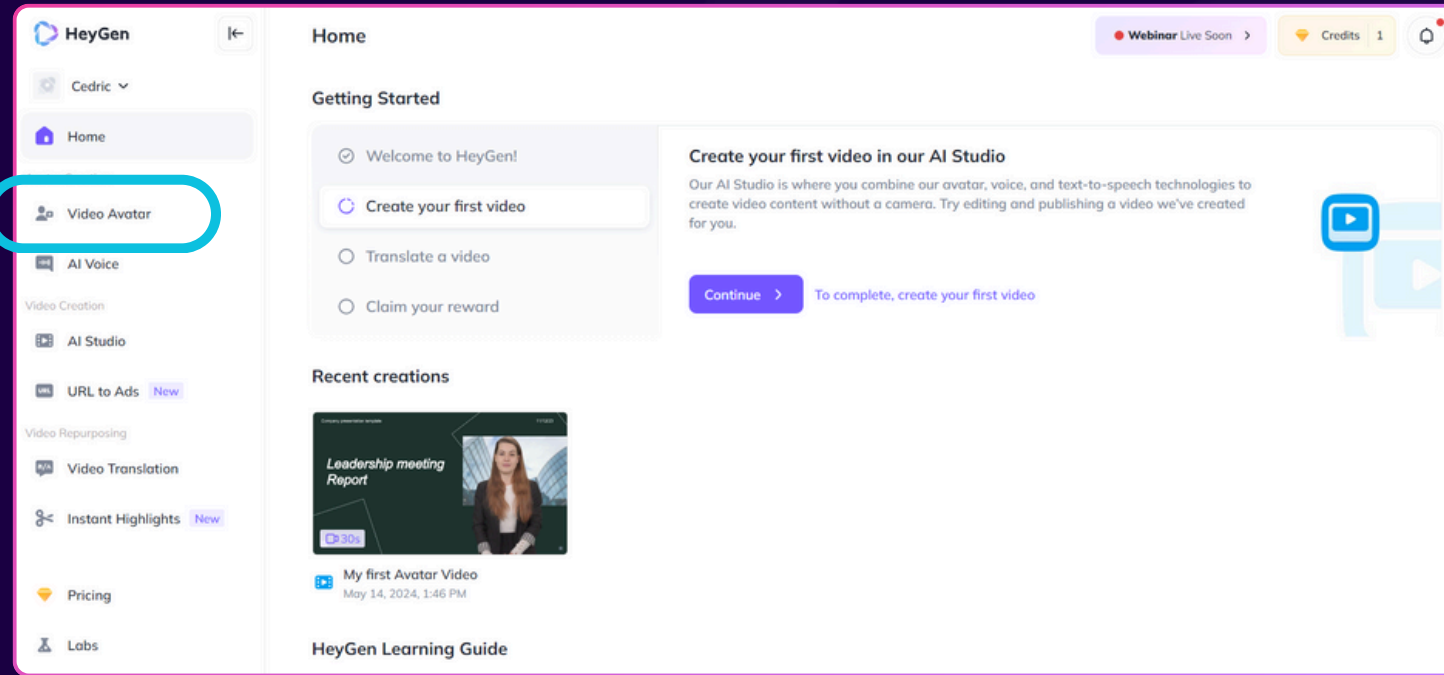 HeyGen
Cedric
Home
Video Avatar
AI Voice
Video Creation
AI Studio
URL to Ads New
Video Repurposing
Video Translation
Instant Highlights New
Pricing
Labs
Home
Webinar Live Soon
Credits 1
Getting Started
Welcome to HeyGen!
Create your first video
Translate a video
Claim your reward
Create your first video in our AI Studio
Our AI Studio is where you combine our avatar, voice, and text-to-speech technologies to
create video content without a camera. Try editing and publishing a video we've created
for you.
Continue
To complete, create your first video
Recent creations
Company presentation template
Leadership meeting
Report
30s
My first Avatar Video
May 14, 2024, 1:46 PM
HeyGen Learning Guide